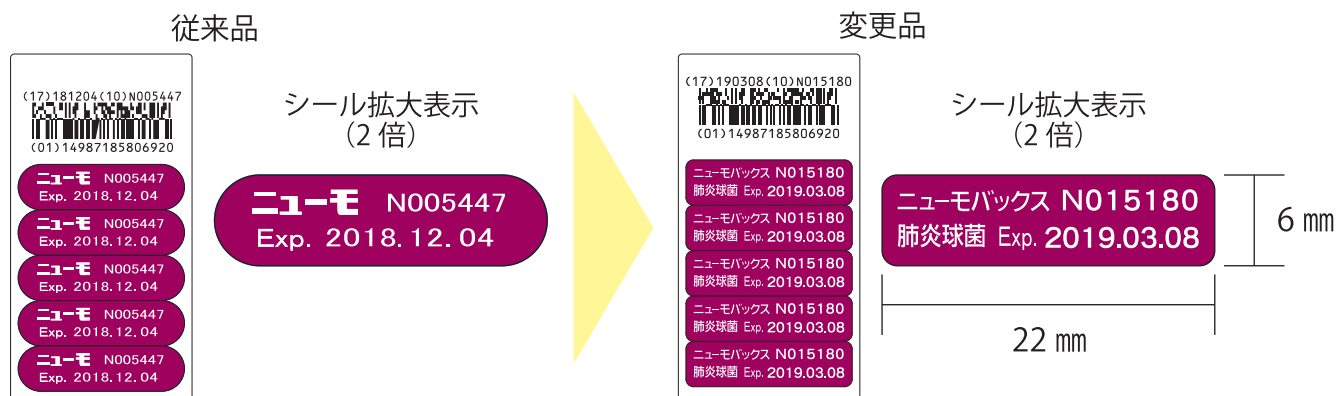 従来品
(17)181204(10)N005447
(01)14987185806920
ニューモ N005447
Exp. 2018.12.04
ニューモ N005447
Exp. 2018.12.04
ニューモ N005447
Exp. 2018.12.04
ニューモ N005447
Exp. 2018.12.04
ニューモ N005447
Exp. 2018.12.04
シール拡大表示
(2倍)
ニューモ N005447
Exp. 2018.12.04
変更品
(17)190308(10)N015180
(01)14987185806920
ニューモバックス N015180
肺炎球菌 Exp. 2019.03.08
ニューモバックス N015180
肺炎球菌 Exp. 2019.03.08
ニューモバックス N015180
肺炎球菌 Exp. 2019.03.08
ニューモバックス N015180
肺炎球菌 Exp. 2019.03.08
ニューモバックス N015180
肺炎球菌 Exp. 2019.03.08
シール拡大表示
(2倍)
ニューモバックス N015180
肺炎球菌 Exp. 2019.03.08
6㎜
22㎜